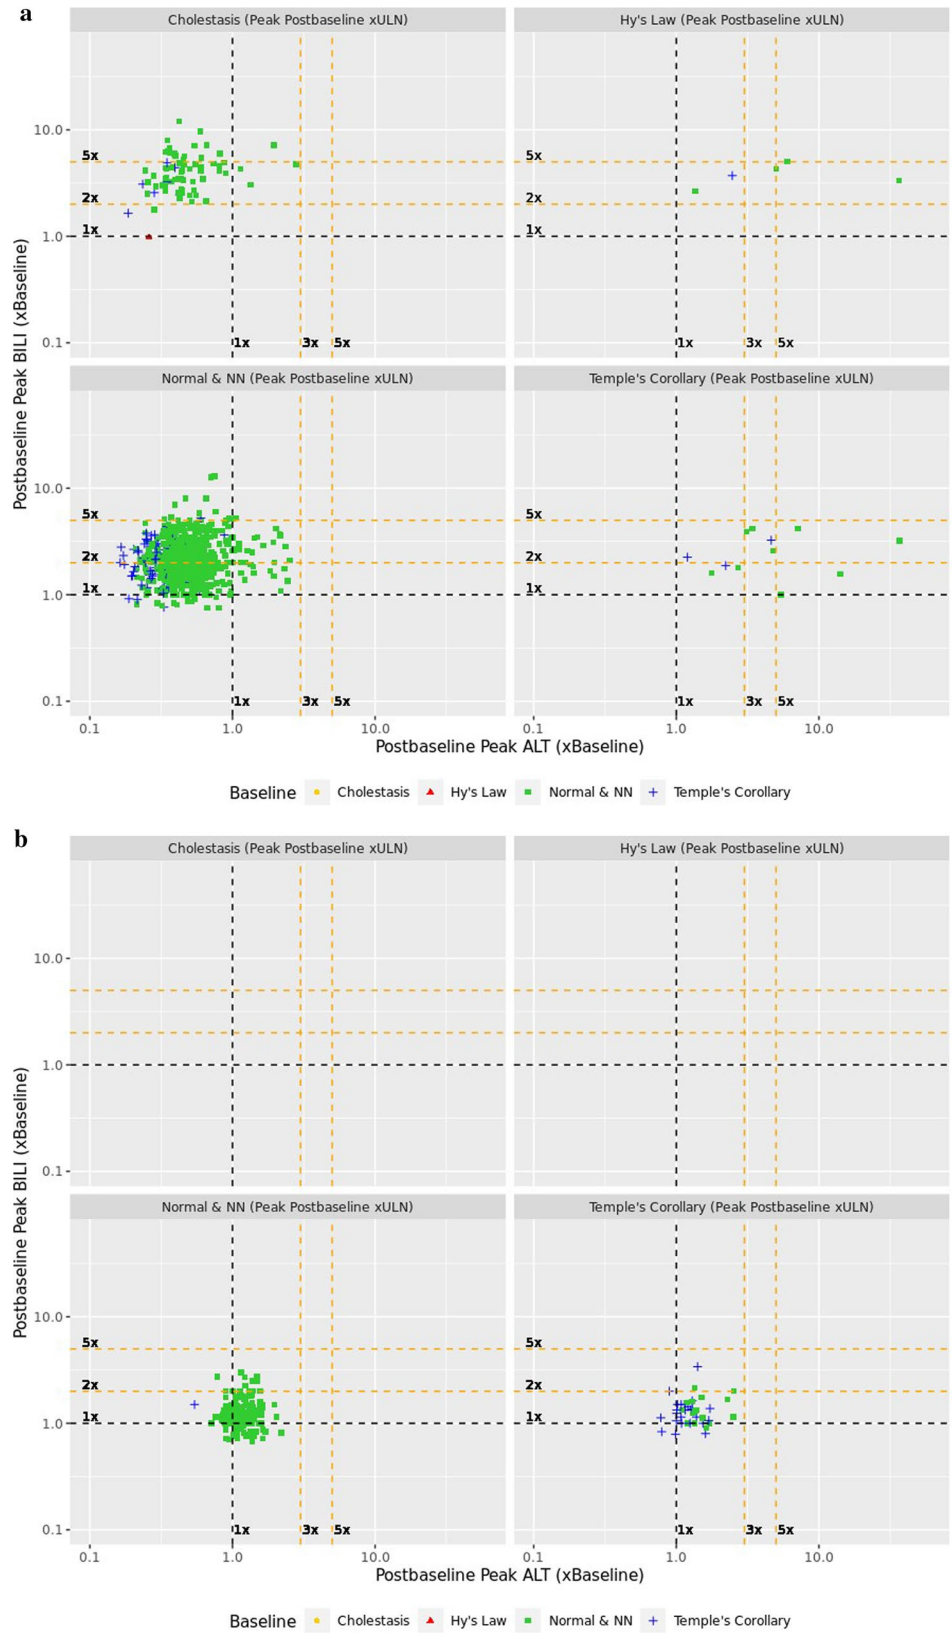 a
Cholestasis (Peak Postbaseline xULN)
Hy's Law (Peak Postbaseline xULN)
10.0
5x
5x
2x
2x
1x
1x
1.0
0.1
1x
3x
5x
1x
3x
5x
Postbaseline Peak BILI (xBaseline)
Normal & NN (Peak Postbaseline xULN)
Temple's Corollary (Peak Postbaseline xULN)
10.0
5x
5x
2x
2x
1x
1x
1.0
0.1
1x
3x
5x
1x
3x
5x
0.1
1.0
10.0
0.1
1.0
10.0
Postbaseline Peak ALT (xBaseline)
Baseline Cholestasis Hy's Law Normal & NN Temple's Corollary
b
Cholestasis (Peak Postbaseline xULN)
Hy's Law (Peak Postbaseline xULN)
10.0
1.0
0.1
Postbaseline Peak BILI (xBaseline)
Normal & NN (Peak Postbaseline xULN)
Temple's Corollary (Peak Postbaseline xULN)
10.0
5x
5x
2x
2x
1x
1x
1.0
0.1
1x
3x
5x
1x
3x
5x
0.1
1.0
10.0
0.1
1.0
10.0
Postbaseline Peak ALT (xBaseline)
Baseline Cholestasis Hy's Law Normal & NN Temple's Corollary